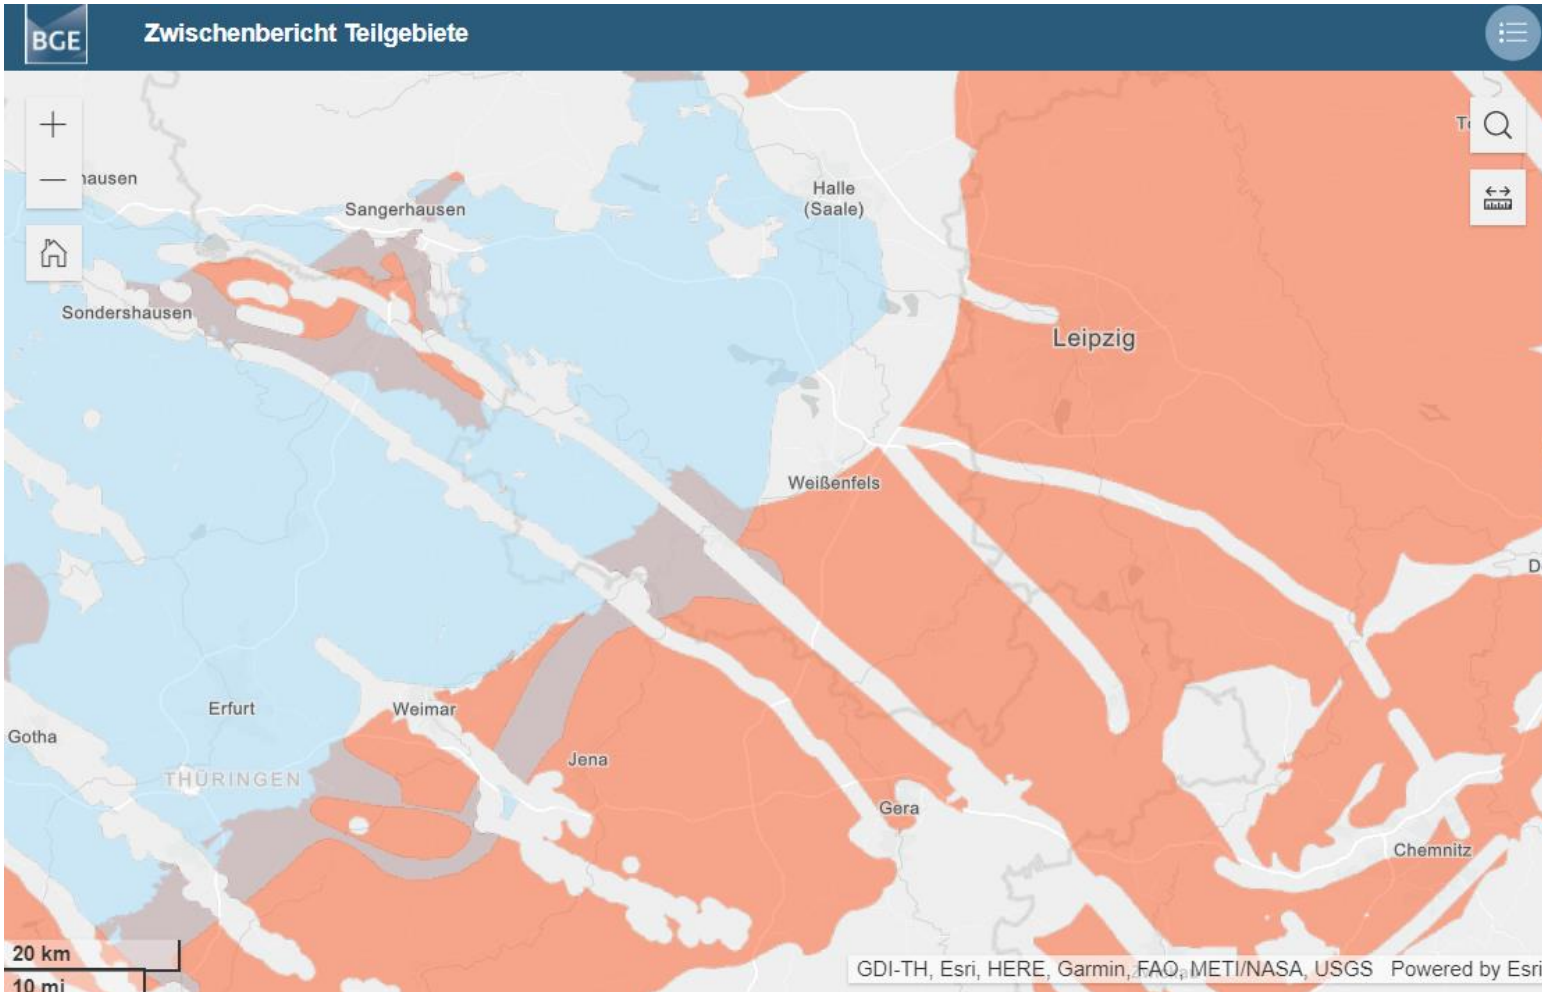 BGE
Zwischenbericht Teilgebiete
hausen
Halle
(Saale)
Sangerhausen
Sondershausen
Leipzig
Weißenfels
Erfurt
Weimar
Gotha
THÜRINGEN
Jena
Gera
Chemnitz
20 km
10 mi
GDI-TH, Esri, HERE, Garmin, FAO, METI/NASA, USGS Powered by Esri